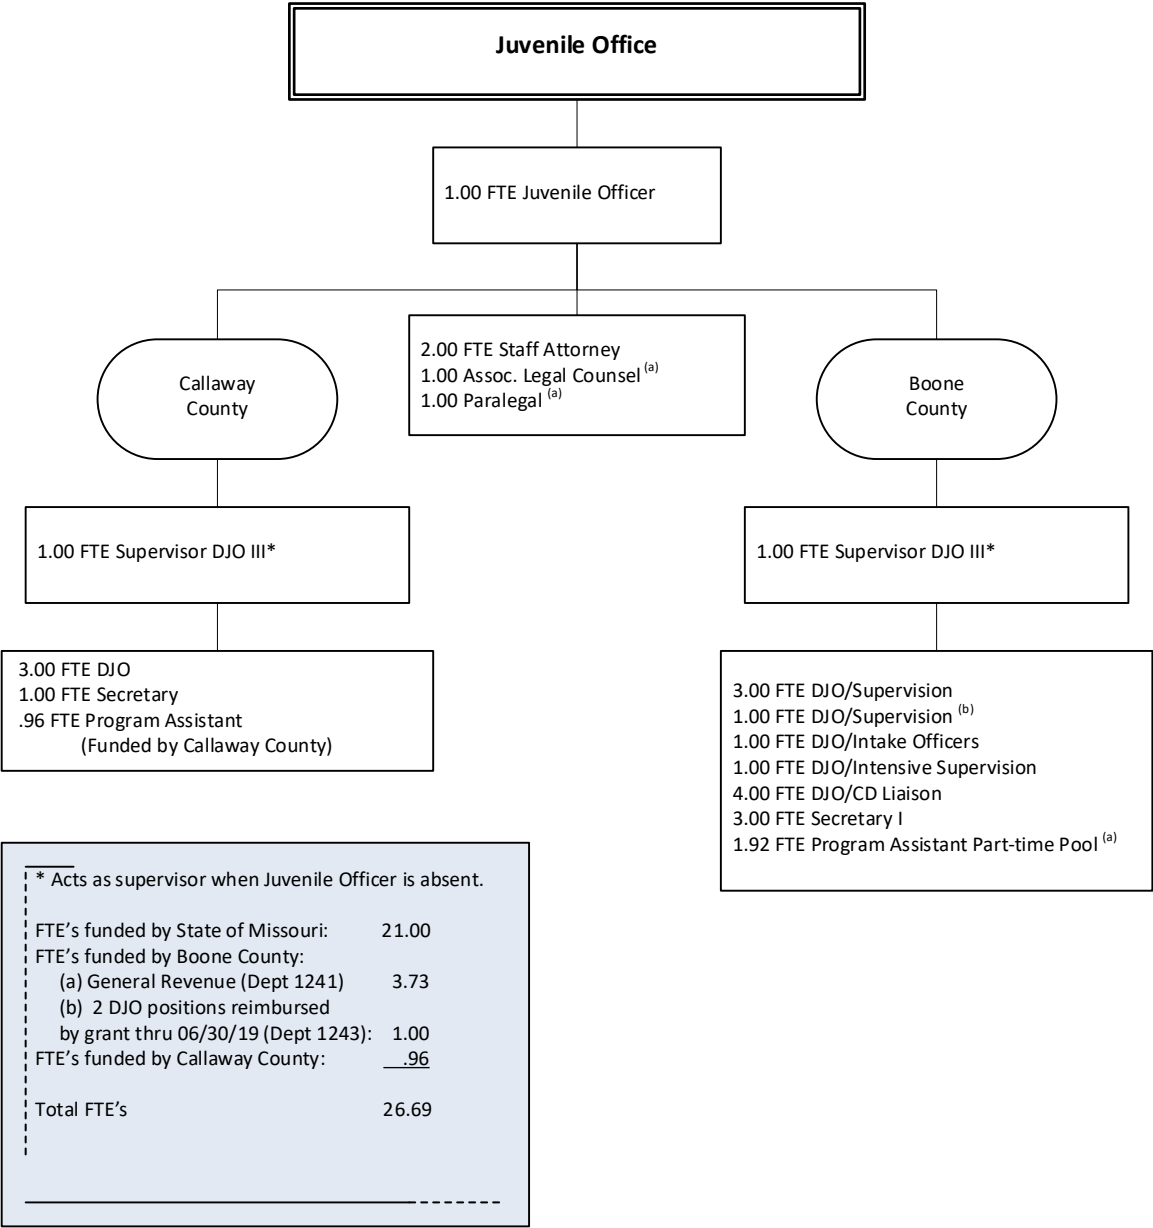 Juvenile Office
1.00 FTE Juvenile Officer
Callaway
County
2.00 FTE Staff Attorney
1.00 Assoc. Legal Counsel (a)
1.00 Paralegal (a)
Boone
County
1.00 FTE Supervisor DJO III*
1.00 FTE Supervisor DJO III*
3.00 FTE DJO
1.00 FTE Secretary
.96 FTE Program Assistant
(Funded by Callaway County)
3.00 FTE DJO/Supervision
1.00 FTE DJO/Supervision (b)
1.00 FTE DJO/Intake Officers
1.00 FTE DJO/Intensive Supervision
4.00 FTE DJO/CD Liaison
3.00 FTE Secretary I
1.92 FTE Program Assistant Part-time Pool (a)
* Acts as supervisor when Juvenile Officer is absent.
FTE’s funded by State of Missouri: 21.00
FTE’s funded by Boone County:
(a) General Revenue (Dept 1241) 3.73
(b) 2 DJO positions reimbursed
by grant thru 06/30/19 (Dept 1243): 1.00
FTE’s funded by Callaway County: .96
Total FTE’s 26.69